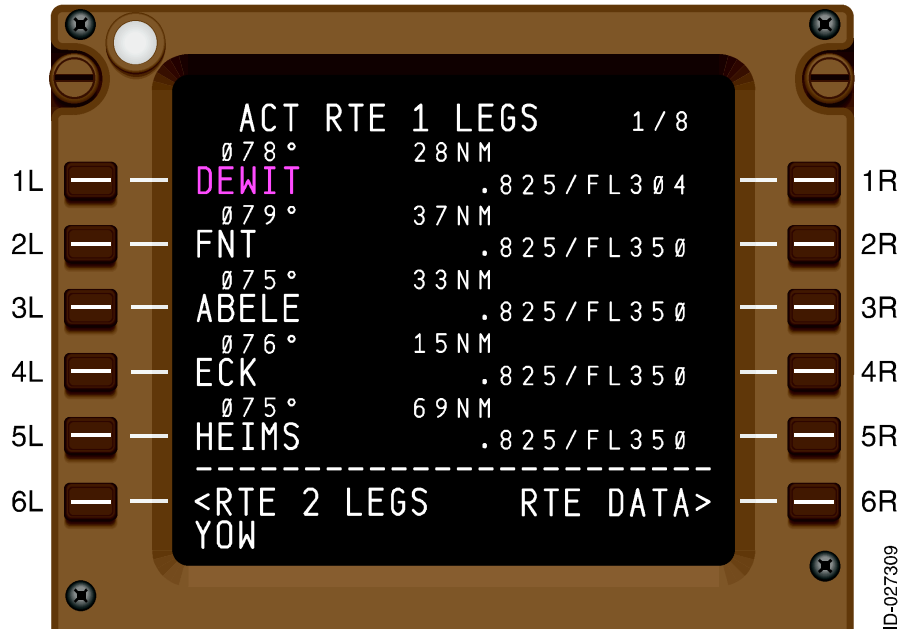 ACT RTE 1 LEGS 1/8
Ø78° 28NM
1L DEWIT .825/FL3Ø4 1R
Ø79° 37NM
2L FNT .825/FL35Ø 2R
Ø75° 33NM
3L ABELE .825/FL35Ø 3R
Ø76° 15NM
4L ECK .825/FL35Ø 4R
Ø75° 69NM
5L HEIMS .825/FL35Ø 5R
--------------------------
6L <RTE 2 LEGS RTE DATA> 6R
YOW
ID-027309